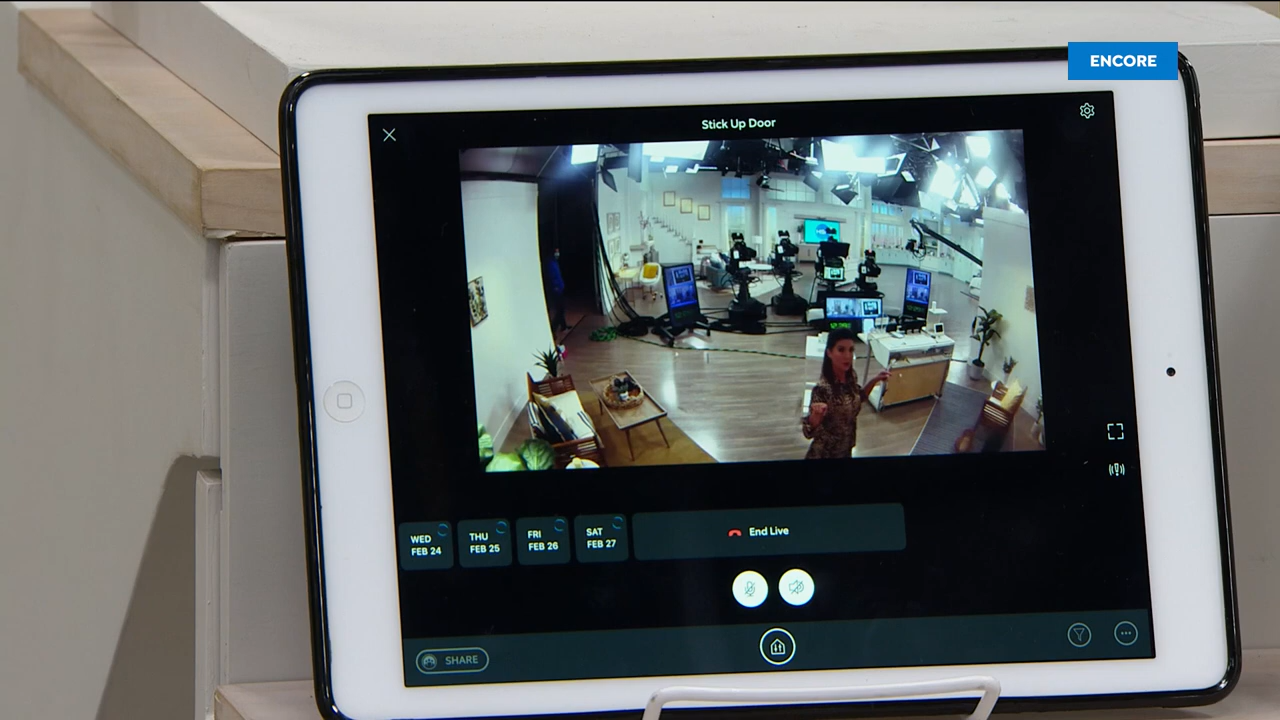 ENCORE
Stick Up Door
WED
FEB 24
THU
FEB 25
FRI
FEB 26
SAT
FEB 27
End Live
SHARE